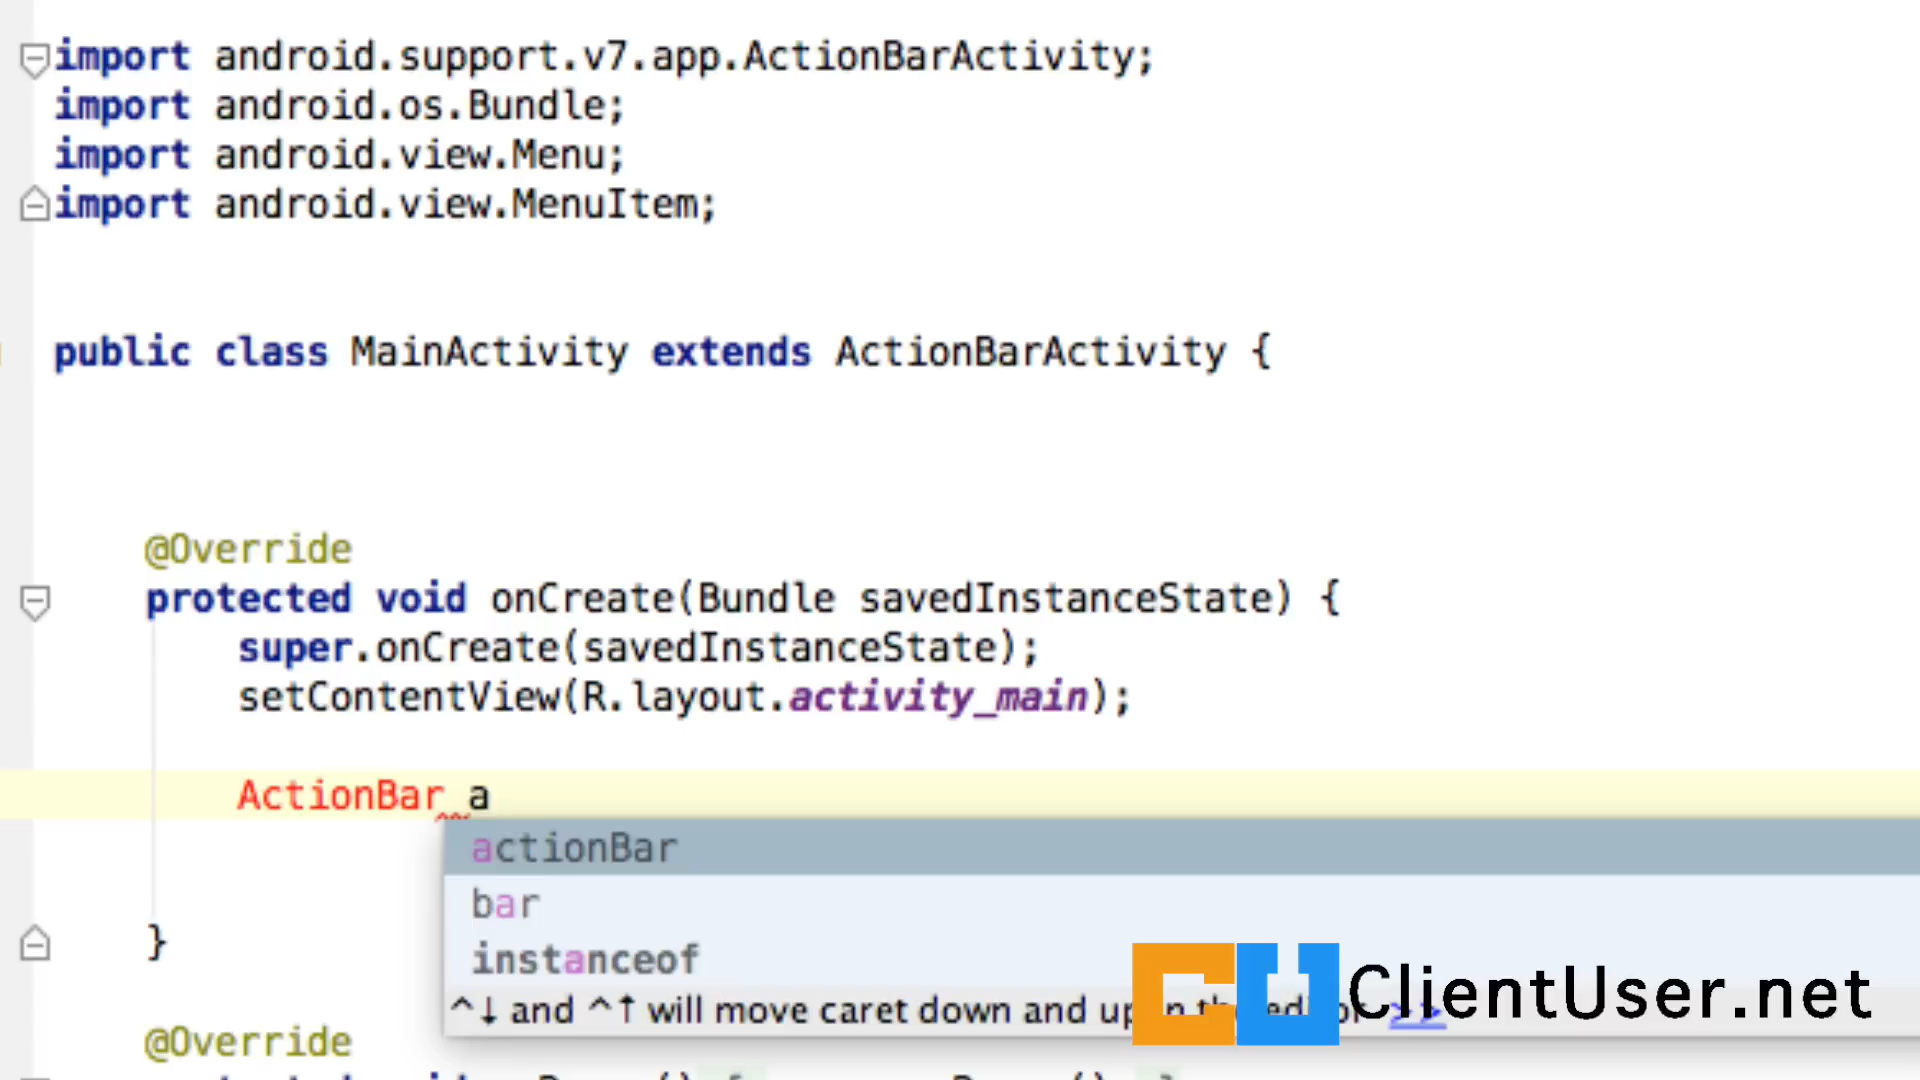 import android.support.v7.app.ActionBarActivity;
import android.os.Bundle;
import android.view.Menu;
import android.view.MenuItem;
public class MainActivity extends ActionBarActivity {
@Override
protected void onCreate(Bundle savedInstanceState) {
super.onCreate(savedInstanceState);
setContentView(R.layout.activity_main);
ActionBar a
actionBar
bar
instanceof
^↓ and ^↑ will move caret down and up >>
CU ClientUser.net
}
@Override